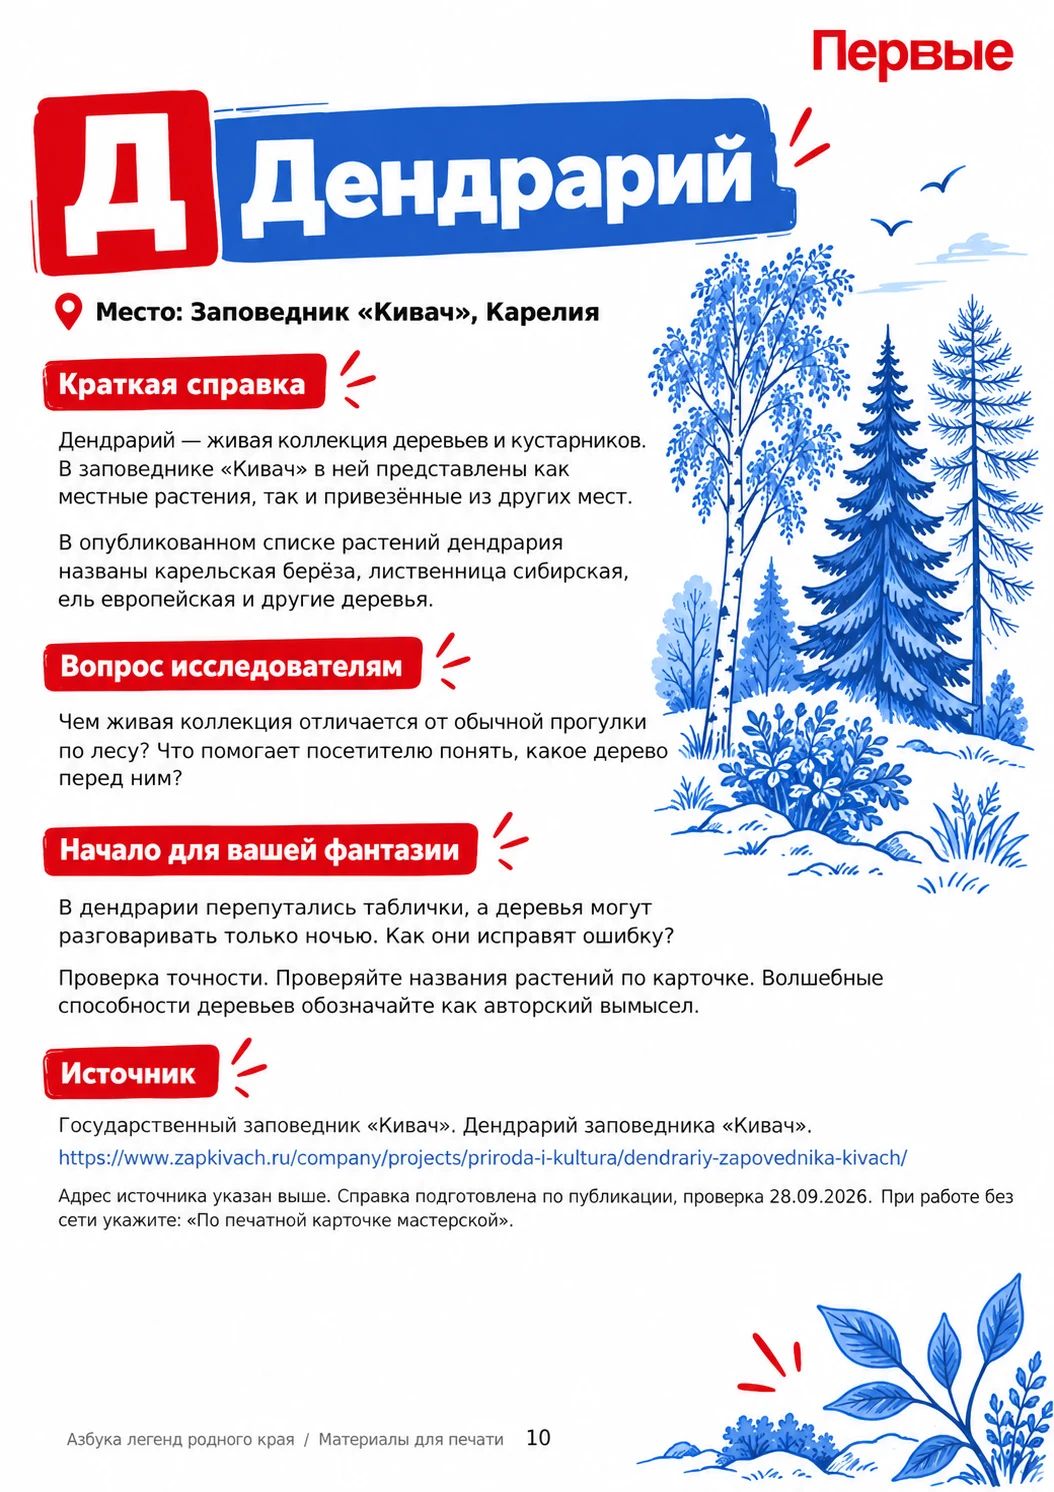 Первые
Д Дендрарий
Место: Заповедник «Кивач», Карелия
Краткая справка
Дендрарий — живая коллекция деревьев и кустарников.
В заповеднике «Кивач» в ней представлены как
местные растения, так и привезённые из других мест.
В опубликованном списке растений дендрария
названы карельская берёза, лиственница сибирская,
ель европейская и другие деревья.
Вопрос исследователям
Чем живая коллекция отличается от обычной прогулки
по лесу? Что помогает посетителю понять, какое дерево
перед ним?
Начало для вашей фантазии
В дендрарии перепутались таблички, а деревья могут
разговаривать только ночью. Как они исправят ошибку?
Проверка точности. Проверяйте названия растений по карточке. Волшебные
способности деревьев обозначайте как авторский вымысел.
Источник
Государственный заповедник «Кивач». Дендрарий заповедника «Кивач».
https://www.zapkivach.ru/company/projects/priroda-i-kultura/dendrariy-zapovednika-kivach/
Адрес источника указан выше. Справка подготовлена по публикации, проверка 28.09.2026. При работе без
сети укажите: «По печатной карточке мастерской».
Азбука легенд родного края / Материалы для печати 10